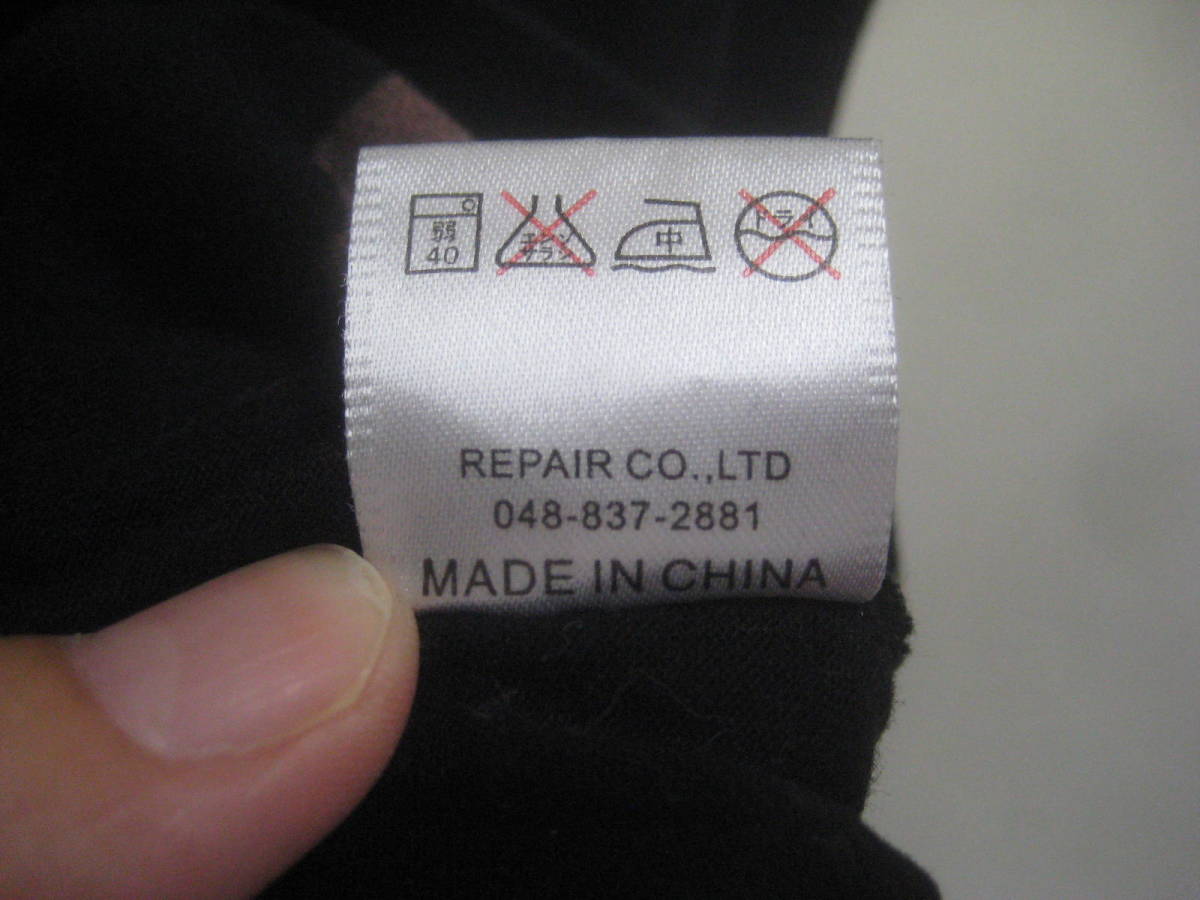 弱 エンソ 中 ドライ
40 サラシ
REPAIR CO.,LTD
048-837-2881
MADE IN CHINA